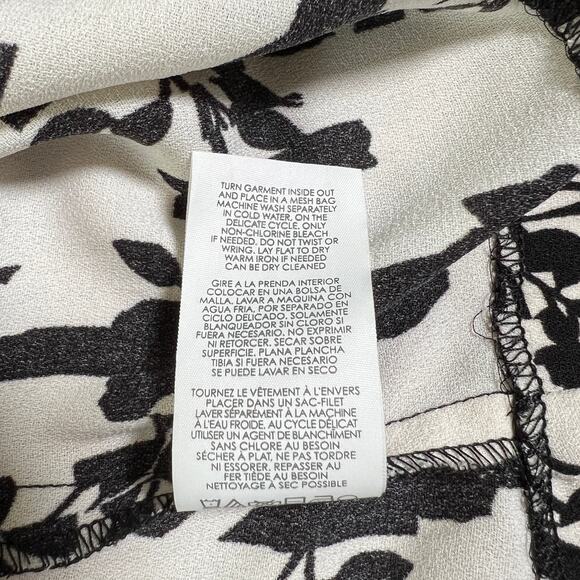 TURN GARMENT INSIDE OUT
AND PLACE IN A MESH BAG
MACHINE WASH SEPARATELY
IN COLD WATER, ON THE
DELICATE CYCLE. ONLY
NON-CHLORINE BLEACH
IF NEEDED. DO NOT TWIST OR
WRING. LAY FLAT TO DRY
WARM IRON IF NEEDED
CAN BE DRY CLEANED
GIRE A LA PRENDA INTERIOR
COLOCAR EN UNA BOLSA DE
MALLA. LAVAR A MAQUINA CON
AGUA FRIA, POR SEPARADO EN
CICLO DELICADO. SOLAMENTE
BLANQUEADOR SIN CLORO SI
FUERA NECESARIO. NO EXPRIMIR
NI RETORCER. SECAR SOBRE
SUPERFICIE. PLANA PLANCHA
TIBIA SI FUERA NECESARIO
SE PUEDE LAVAR EN SECO
TOURNEZ LE VÊTEMENT À L'ENVERS
PLACER DANS UN SAC-FILET
LAVER SÉPARÉMENT À LA MACHINE
À L'EAU FROIDE, AU CYCLE DÉLICAT
UTILISER UN AGENT DE BLANCHIMENT
SANS CHLORE AU BESOIN
SÉCHER À PLAT, NE PAS TORDRE
NI ESSORER. REPASSER AU
FER TIÈDE AU BESOIN
NETTOYAGE À SEC POSSIBLE